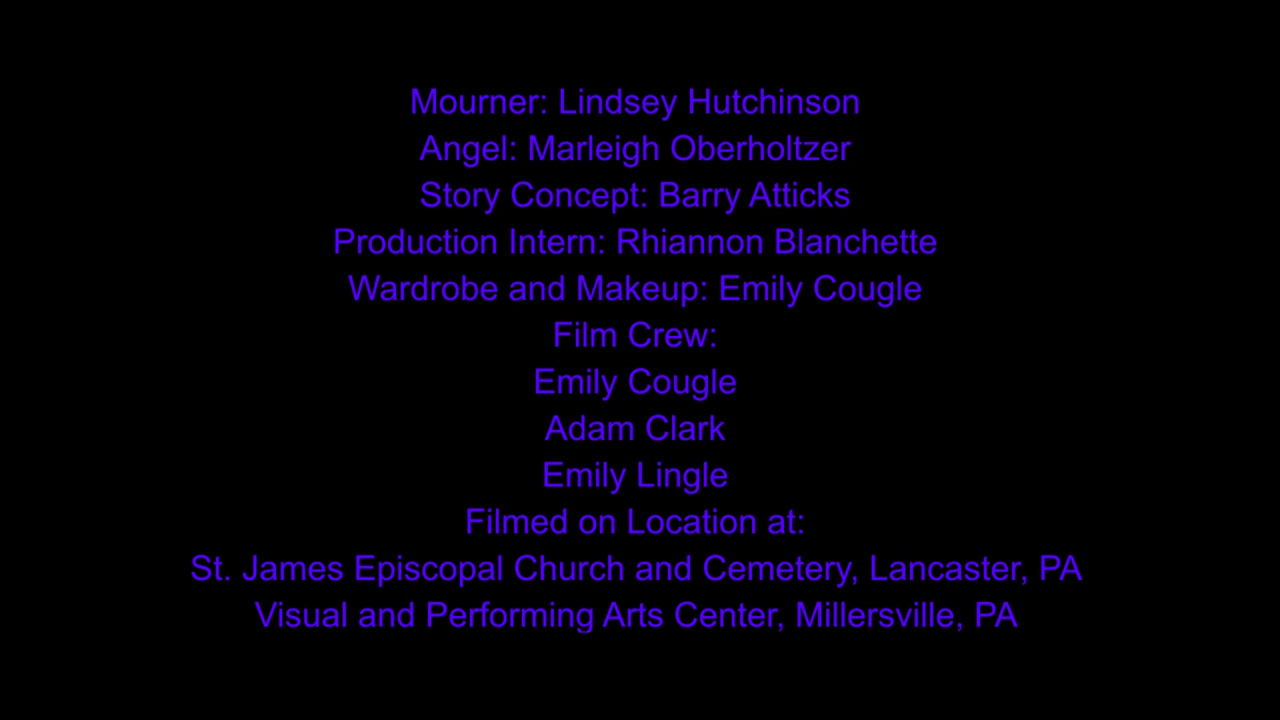 Mourner: Lindsey Hutchinson
Angel: Marleigh Oberholtzer
Story Concept: Barry Atticks
Production Intern: Rhiannon Blanchette
Wardrobe and Makeup: Emily Cougle
Film Crew:
Emily Cougle
Adam Clark
Emily Lingle
Filmed on Location at:
St. James Episcopal Church and Cemetery, Lancaster, PA
Visual and Performing Arts Center, Millersville, PA